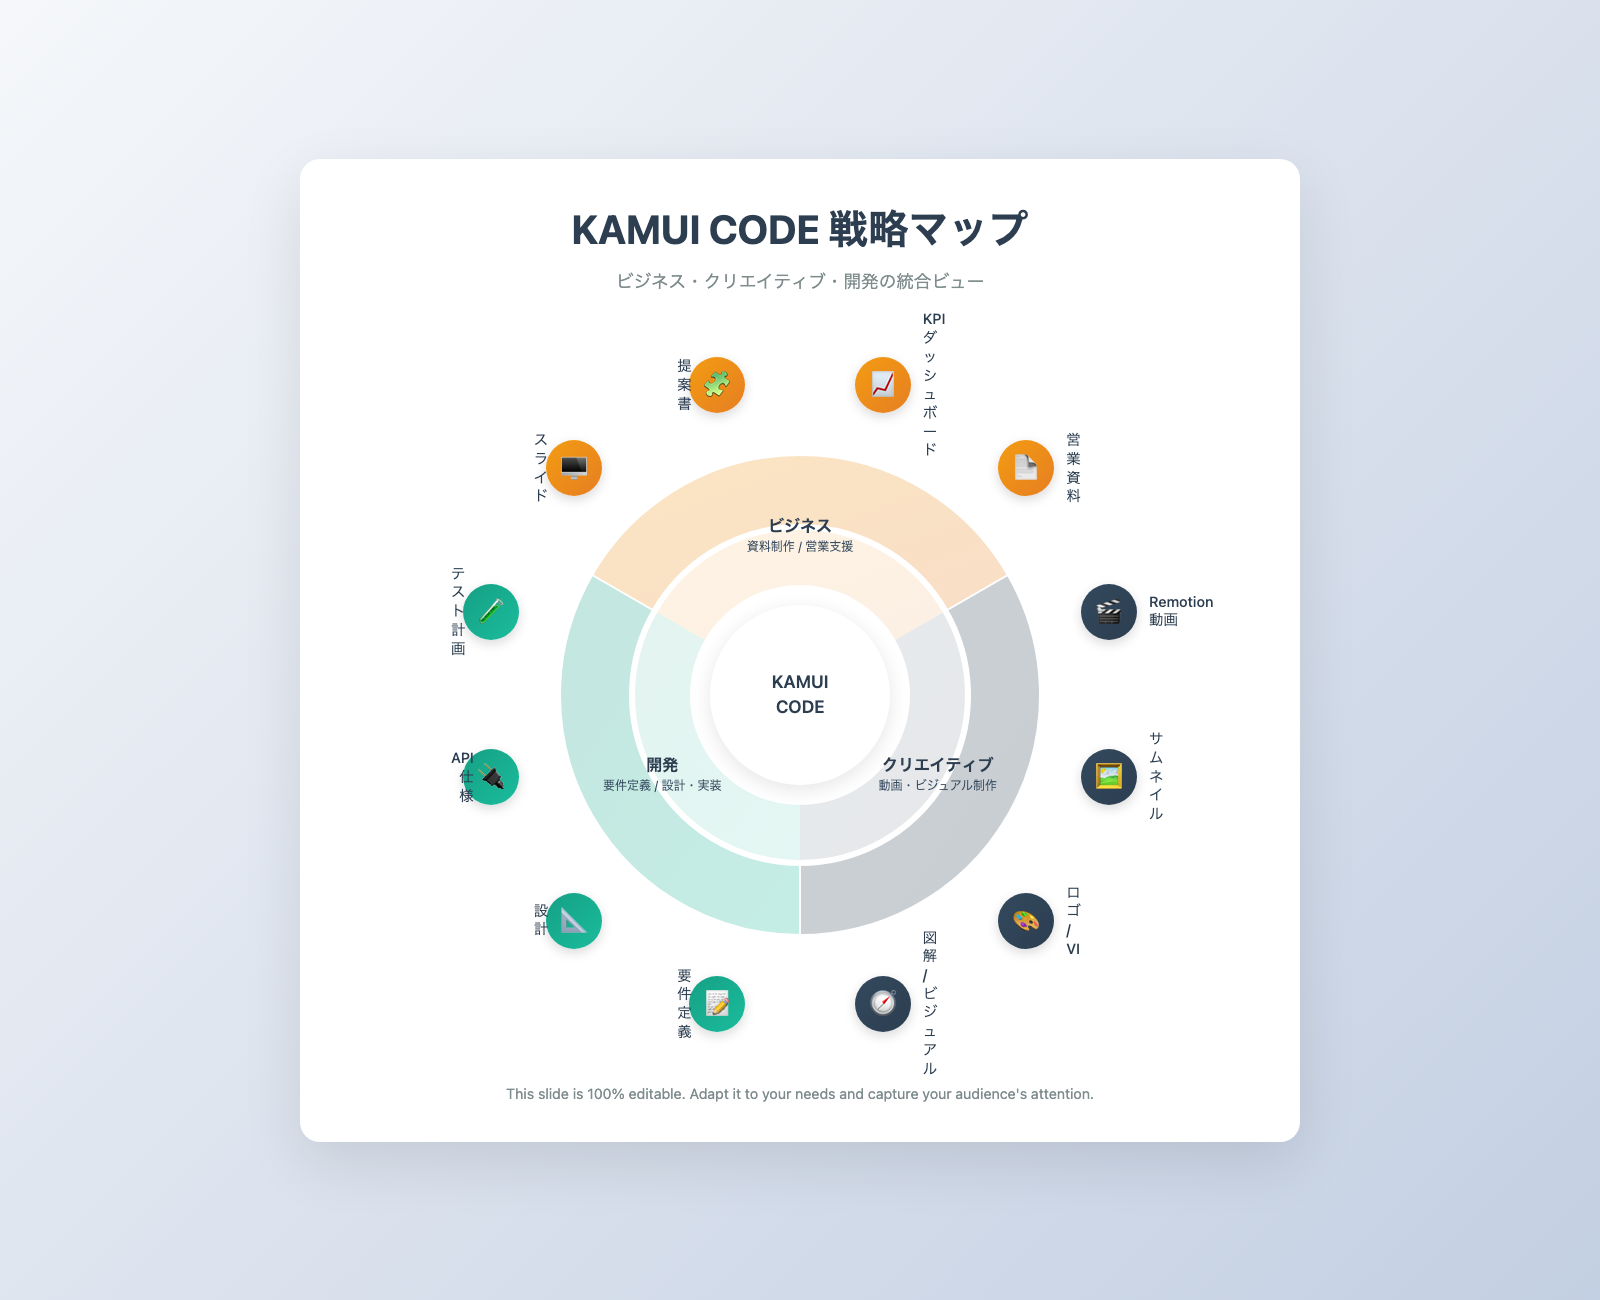 KAMUI CODE 戦略マップ
ビジネス・クリエイティブ・開発の統合ビュー
KPI
ダ
ッ
シ
ュ
ボ
ー
ド
提
案
書
営
業
資
料
ス
ラ
イ
ド
ビジネス
資料制作 / 営業支援
テ
ス
ト
計
画
Remotion
動画
KAMUI
CODE
API
仕
様
サ
ム
ネ
イ
ル
開発
要件定義 / 設計・実装
クリエイティブ
動画・ビジュアル制作
設
計
ロ
ゴ
/
VI
要
件
定
義
図
解
/
ビ
ジ
ュ
ア
ル
This slide is 100% editable. Adapt it to your needs and capture your audience's attention.